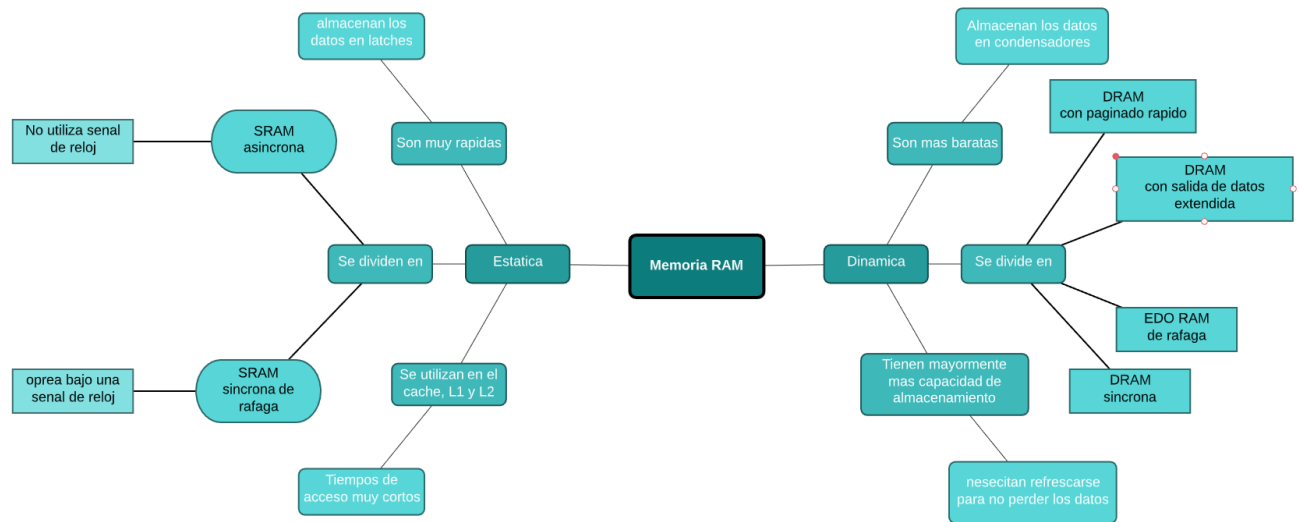 almacenan los
datos en latches
Son muy rapidas
No utiliza senal
de reloj
SRAM
asincrona
Se dividen en
Estatica
oprea bajo una
senal de reloj
SRAM
sincrona de
rafaga
Se utilizan en el
cache, L1 y L2
Tiempos de
acceso muy cortos
Memoria RAM
Almacenan los datos
en condensadores
Son mas baratas
Dinamica
Se divide en
DRAM
con paginado rapido
DRAM
con salida de datos
extendida
EDO RAM
de rafaga
DRAM
sincrona
Tienen mayormente
mas capacidad de
almacenamiento
nesecitan refrescarse
para no perder los datos